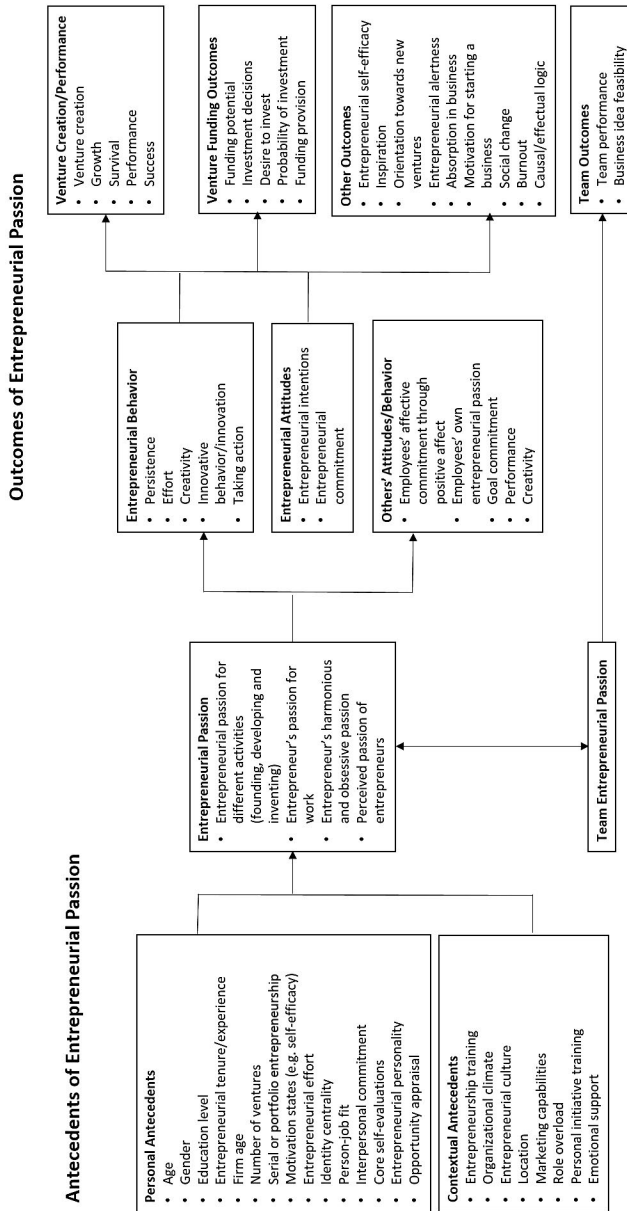 Antecedents of Entrepreneurial Passion
Outcomes of Entrepreneurial Passion
Personal Antecedents
• Age
• Gender
• Education level
• Entrepreneurial tenure/experience
• Firm age
• Number of ventures
• Serial or portfolio entrepreneurship
• Motivation states (e.g. self-efficacy)
• Entrepreneurial effort
• Identity centrality
• Person-job fit
• Interpersonal commitment
• Core self-evaluations
• Entrepreneurial personality
• Opportunity appraisal
Contextual Antecedents
• Entrepreneurship training
• Organizational climate
• Entrepreneurial culture
• Location
• Marketing capabilities
• Role overload
• Personal initiative training
• Emotional support
Entrepreneurial Passion
• Entrepreneurial passion for
different activities
(founding, developing and
inventing)
• Entrepreneur's passion for
work
• Entrepreneur's harmonious
and obsessive passion
• Perceived passion of
entrepreneurs
Team Entrepreneurial Passion
Entrepreneurial Behavior
• Persistence
• Effort
• Creativity
• Innovative
behavior/innovation
• Taking action
Entrepreneurial Attitudes
• Entrepreneurial intentions
• Entrepreneurial
commitment
Others' Attitudes/Behavior
• Employees' affective
commitment through
positive affect
• Employees' own
entrepreneurial passion
• Goal commitment
• Performance
• Creativity
Venture Creation/Performance
• Venture creation
• Growth
• Survival
• Performance
• Success
Venture Funding Outcomes
• Funding potential
• Investment decisions
• Desire to invest
• Probability of investment
• Funding provision
Other Outcomes
• Entrepreneurial self-efficacy
• Inspiration
• Orientation towards new
ventures
• Entrepreneurial alertness
• Absorption in business
• Motivation for starting a
business
• Social change
• Burnout
• Causal/effectual logic
Team Outcomes
• Team performance
• Business idea feasibility